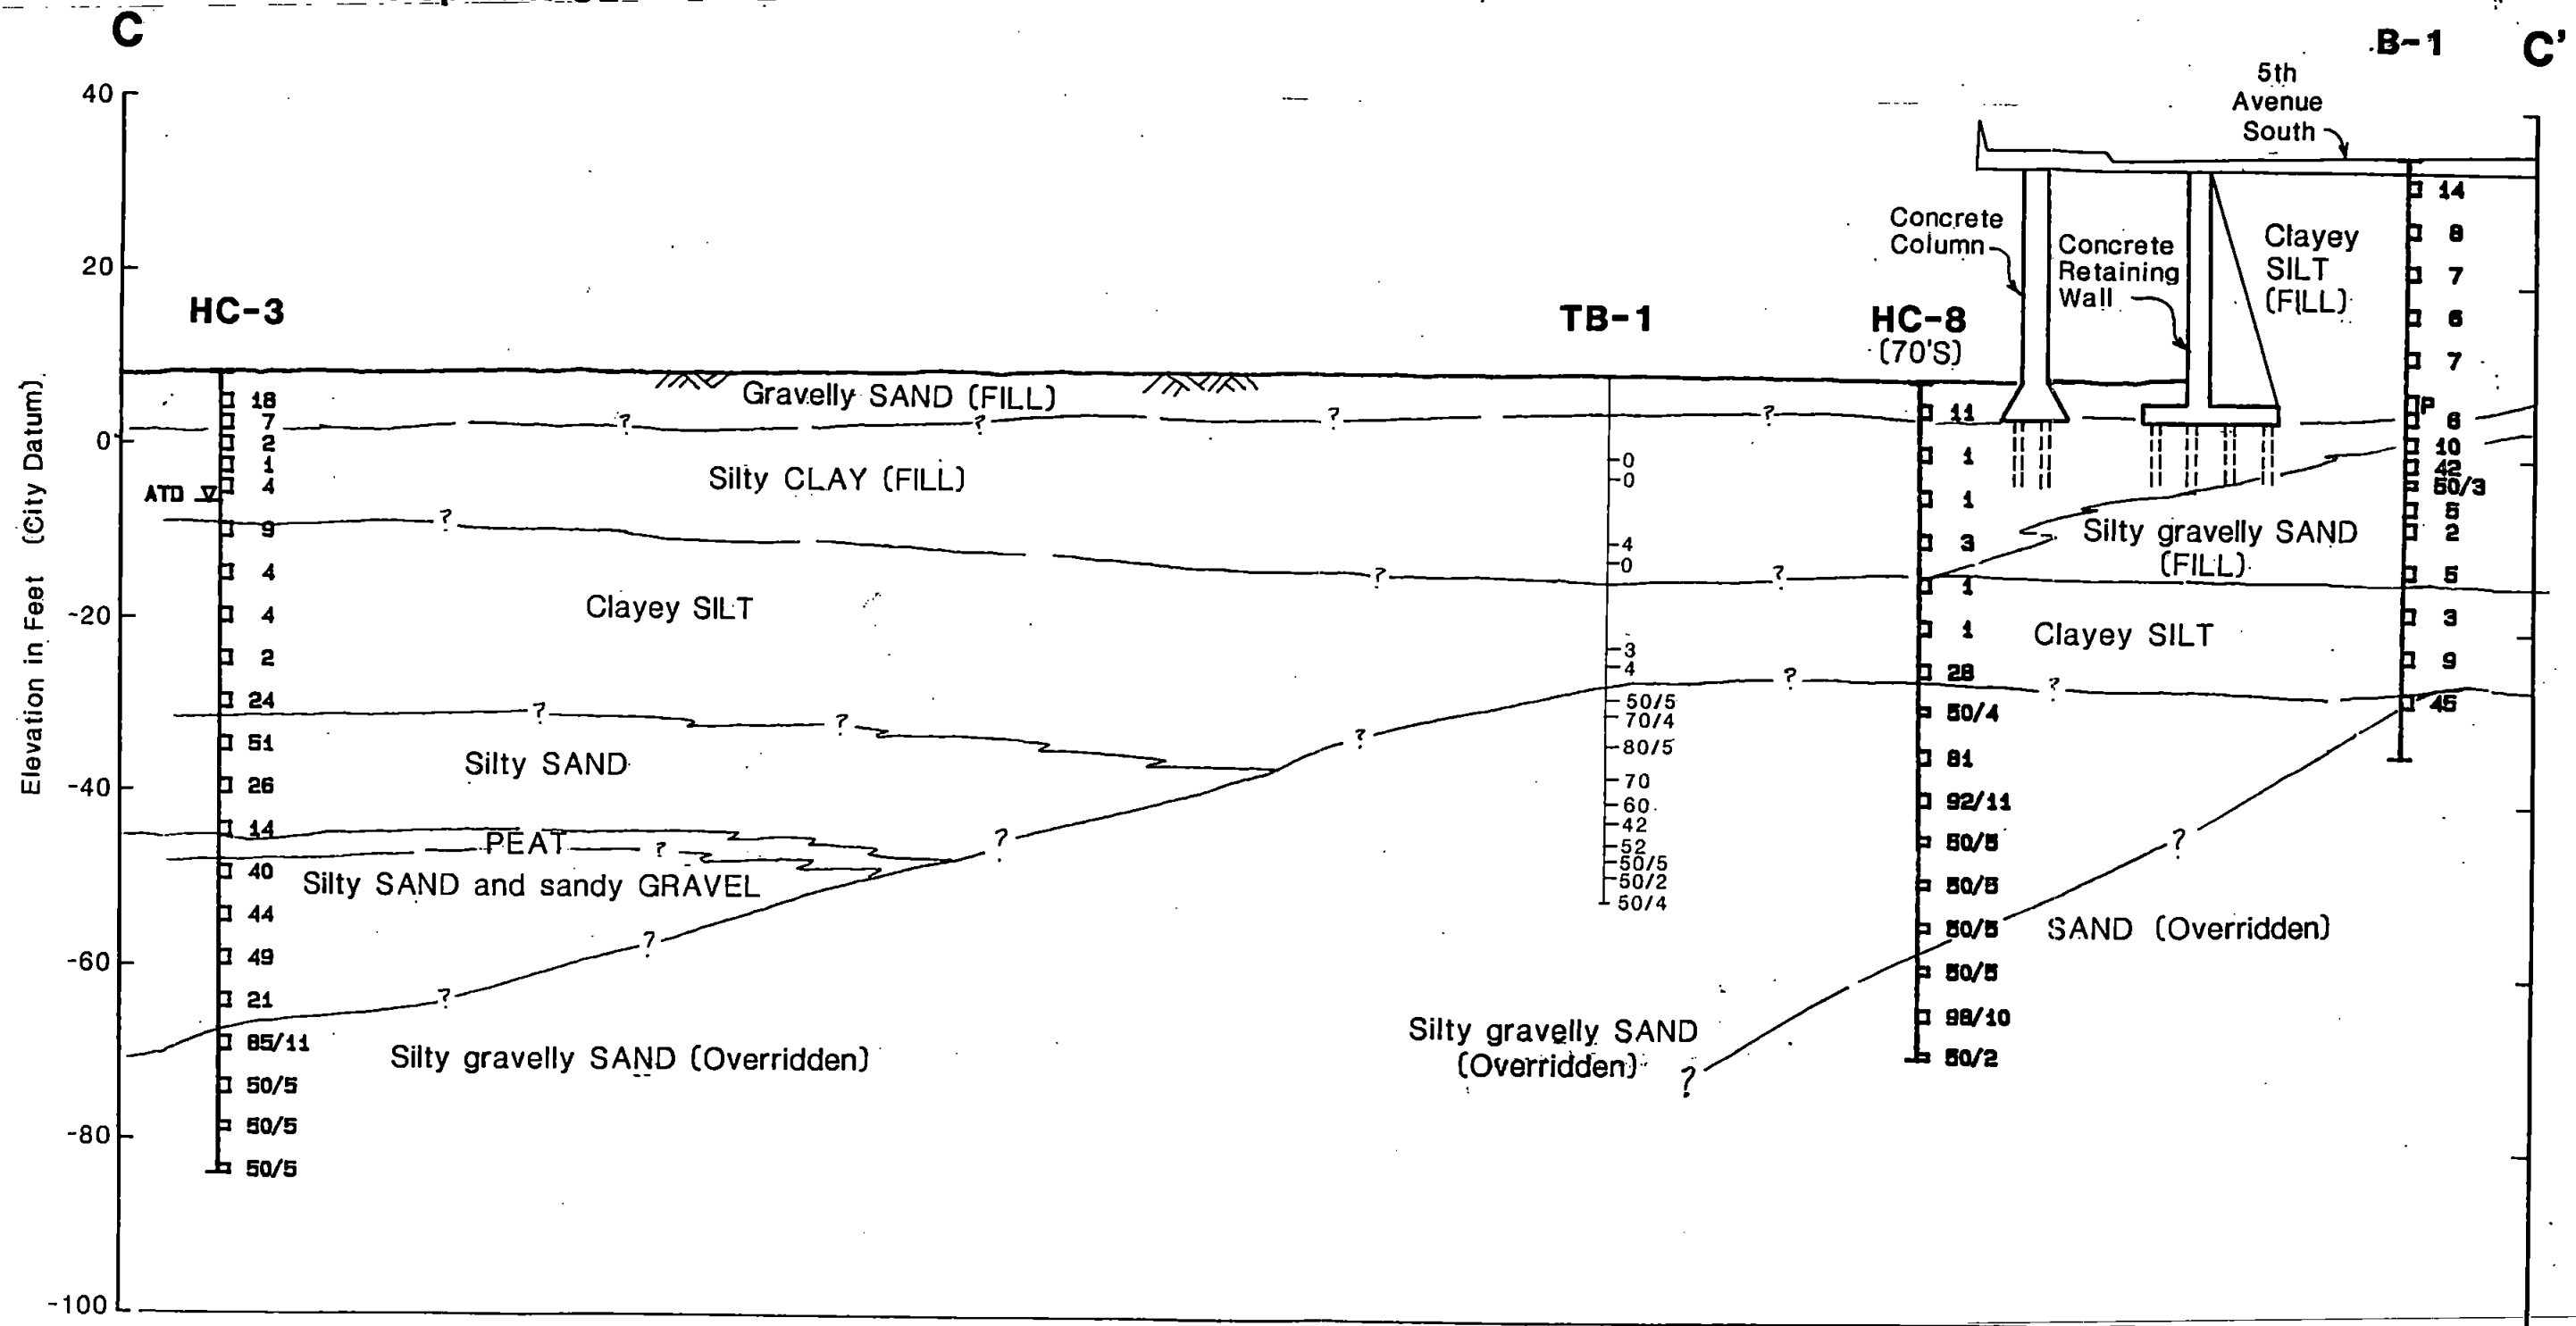 C
B-1
C'
5th
Avenue
South
40
20
0
-20
-40
-60
-80
-100
Elevation in Feet (City Datum)
HC-3
TB-1
HC-8
(70'S)
Concrete
Column
Concrete
Retaining
Wall
Clayey
SILT
(FILL)
Gravelly SAND (FILL)
?
?
?
?
Silty CLAY (FILL)
ATD
?
?
?
Silty gravelly SAND
(FILL)
Clayey SILT
Clayey SILT
?
?
?
?
?
Silty SAND
PEAT
?
?
?
Silty SAND and sandy GRAVEL
?
?
SAND (Overridden)
Silty gravelly SAND
(Overridden)
?
Silty gravelly SAND (Overridden)
18
7
2
1
4
9
4
4
2
24
51
26
14
40
44
49
21
85/11
50/5
50/5
50/5
0
0
4
0
3
4
50/5
70/4
80/5
70
60
42
52
50/5
50/2
50/4
11
1
1
3
1
1
28
50/4
81
92/11
50/5
50/5
50/5
50/5
98/10
50/2
14
8
7
6
7
P
6
10
42
50/3
5
2
5
3
9
45